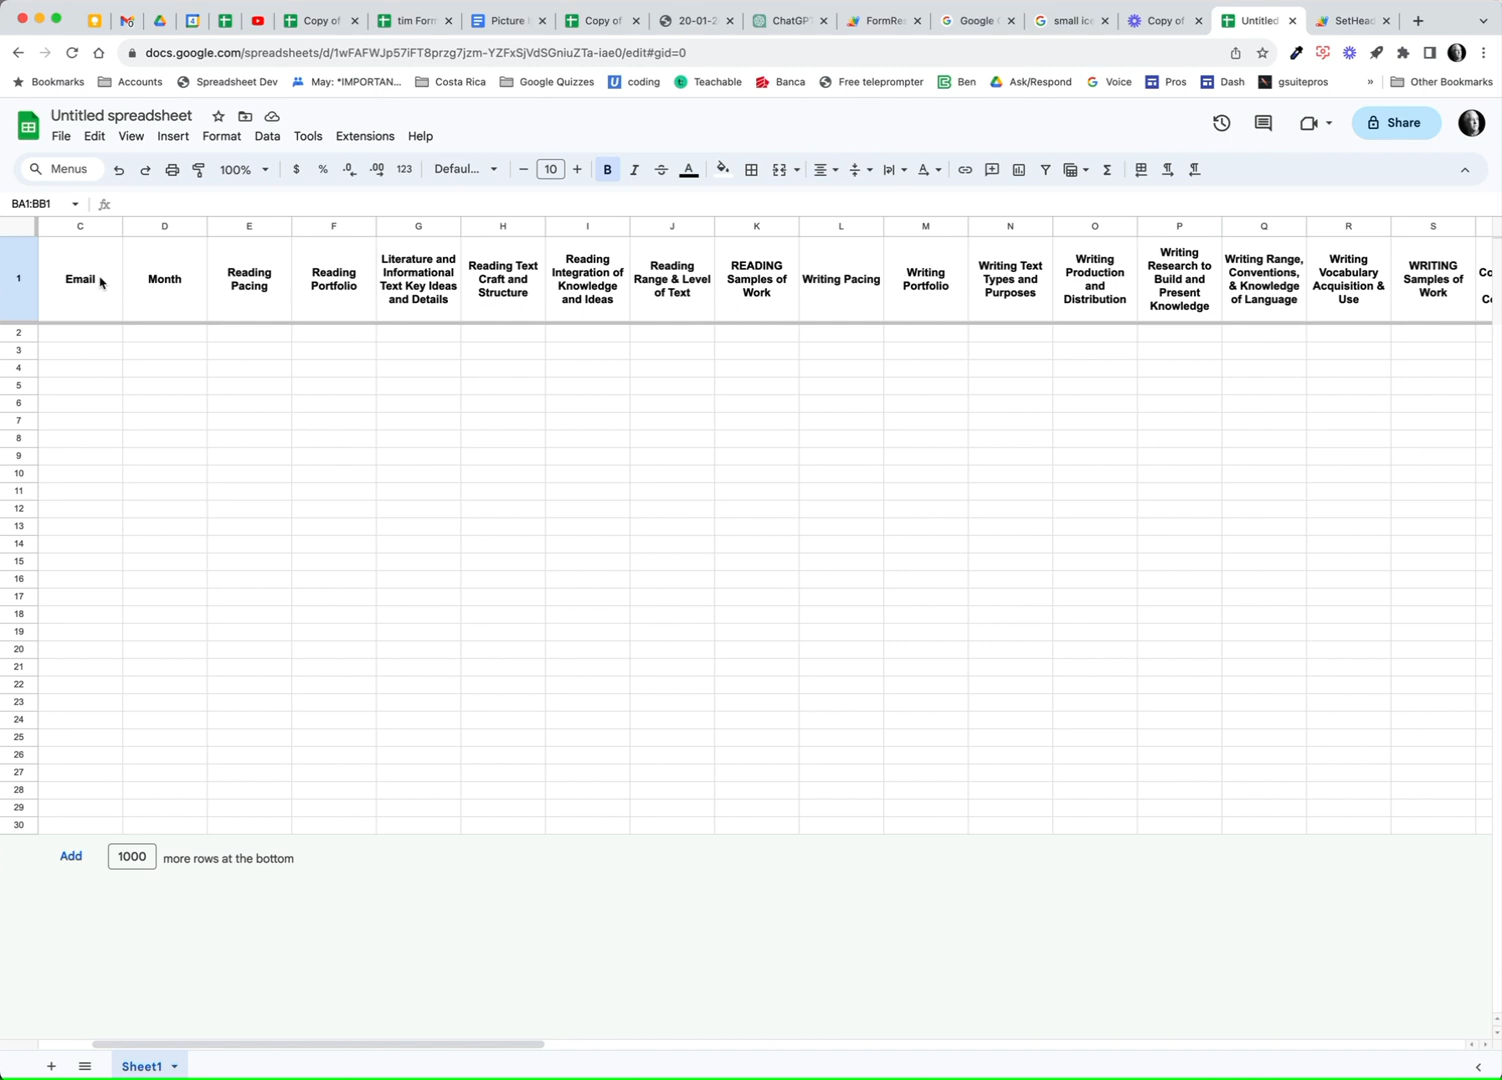 Copy of
tim Form
Picture
Copy of
20-01-2
ChatGP
FormRe
Google
small ice
Copy of
Untitled
SetHead
docs.google.com/spreadsheets/d/1wFAFWJp57iFT8przg7jzm-YZFxSjVdSGniuZTa-iae0/edit#gid=0
Bookmarks
Accounts
Spreadsheet Dev
May: *IMPORTAN...
Costa Rica
Google Quizzes
coding
Teachable
Banca
Free teleprompter
Ben
Ask/Respond
Voice
Pros
Dash
gsuitepros
»
Other Bookmarks
Untitled spreadsheet
File Edit View Insert Format Data Tools Extensions Help
Share
Menus
100%
$ % .0 .00 123
Defaul...
10
B I A
BA1:BB1
fx
C D E F G H I J K L M N O P Q R S
1
Email
Month
Reading
Pacing
Reading
Portfolio
Literature and
Informational
Text Key Ideas
and Details
Reading Text
Craft and
Structure
Reading
Integration of
Knowledge
and Ideas
Reading
Range & Level
of Text
READING
Samples of
Work
Writing Pacing
Writing
Portfolio
Writing Text
Types and
Purposes
Writing
Production
and
Distribution
Writing
Research to
Build and
Present
Knowledge
Writing Range,
Conventions,
& Knowledge
of Language
Writing
Vocabulary
Acquisition &
Use
WRITING
Samples of
Work
2
3
4
5
6
7
8
9
10
11
12
13
14
15
16
17
18
19
20
21
22
23
24
25
26
27
28
29
30
Add 1000 more rows at the bottom
Sheet1